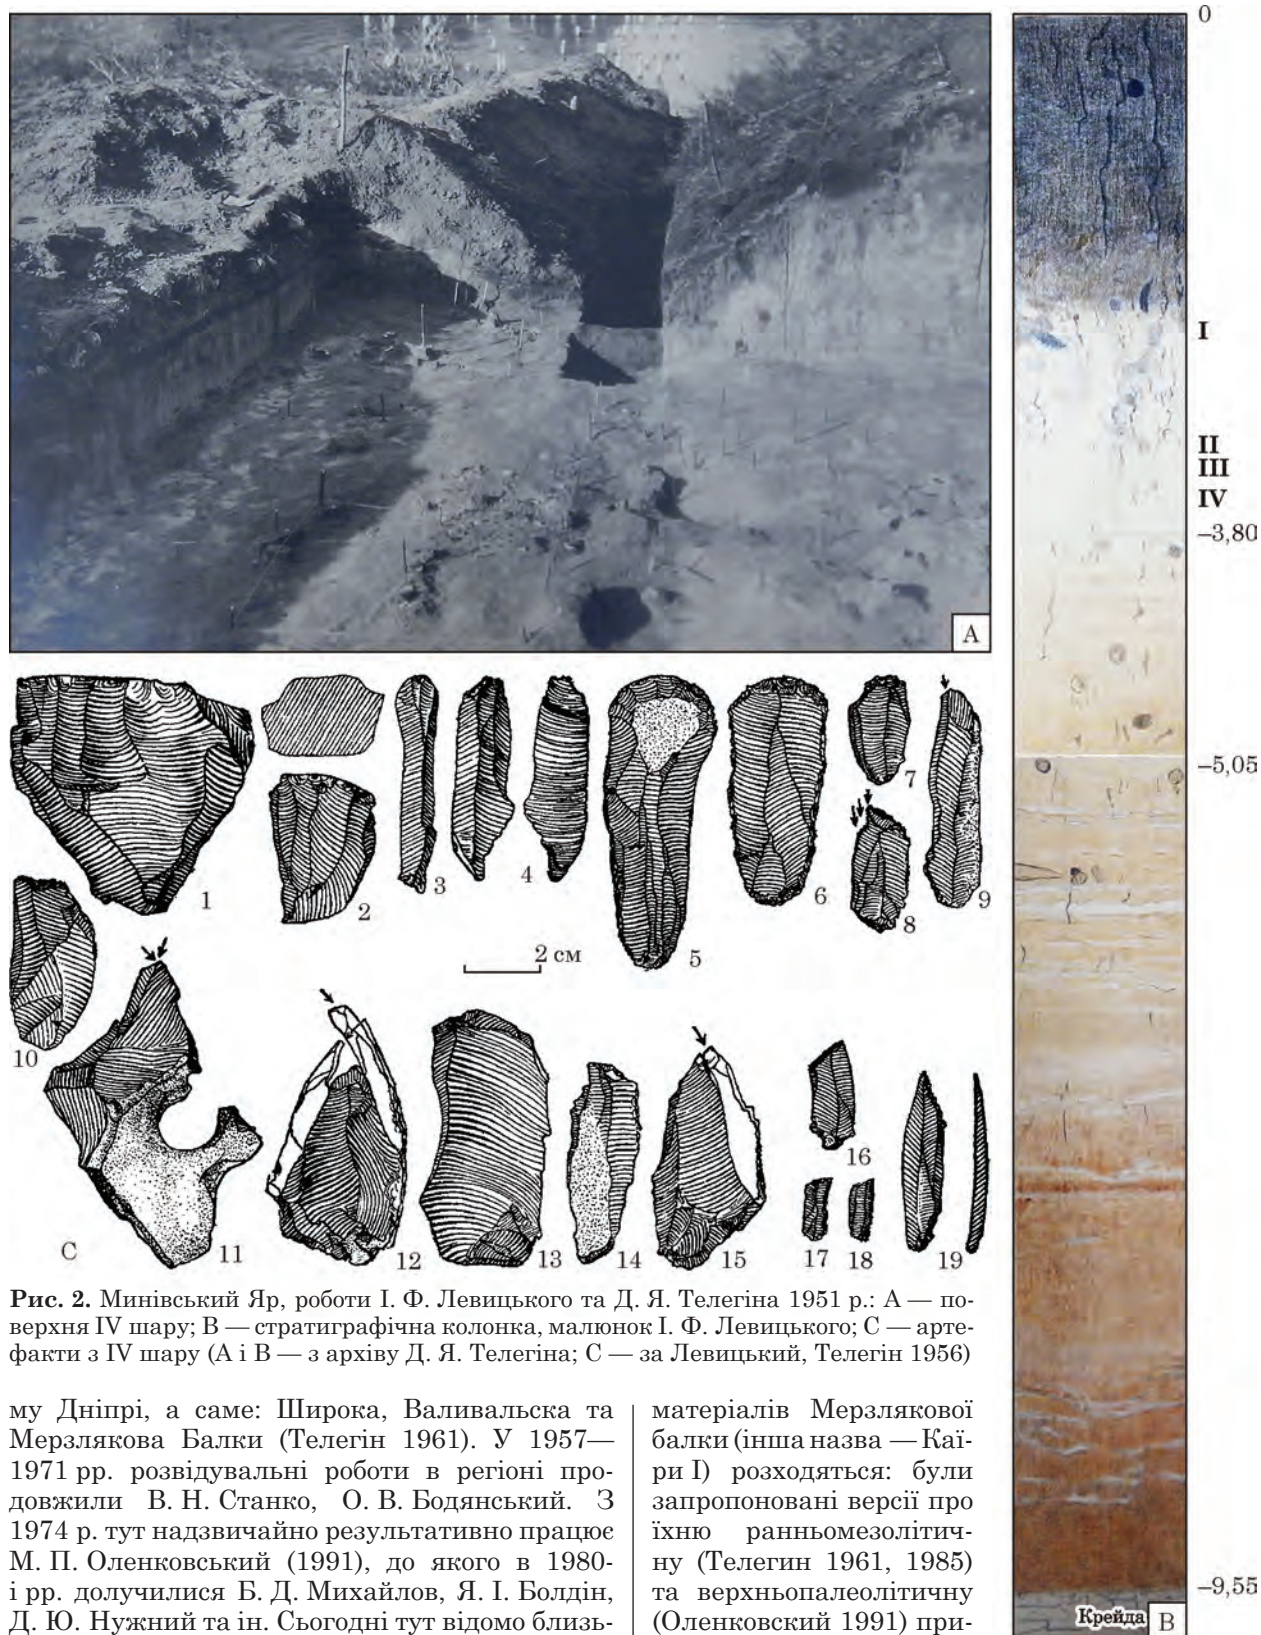 0
I
II
III
IV
–3,80
–5,05
–9,55
Крейда
B
A
1
2
3
4
5
6
7
8
9
2 см
10
11
12
13
14
15
16
17
18
19
C
Рис. 2. Минівський Яр, роботи І. Ф. Левицького та Д. Я. Телегіна 1951 р.: А — по-
верхня IV шару; В — стратиграфічна колонка, малюнок І. Ф. Левицького; С — арте-
факти з IV шару (А і В — з архіву Д. Я. Телегіна; С — за Левицький, Телегін 1956)
му Дніпрі, а саме: Широка, Валивальска та
Мерзлякова Балки (Телегін 1961). У 1957—
1971 рр. розвідувальні роботи в регіоні про-
довжили В. Н. Станко, О. В. Бодянський. З
1974 р. тут надзвичайно результативно працює
М. П. Оленковський (1991), до якого в 1980-
і рр. долучилися Б. Д. Михайлов, Я. І. Болдін,
Д. Ю. Нужний та ін. Сьогодні тут відомо близь-
матеріалів Мерзлякової
балки (інша назва — Каї-
ри I) розходяться: були
запропоновані версії про
їхню ранньомезолітич-
ну (Телегин 1961, 1985)
та верхньопалеолітичну
(Оленковский 1991) при-